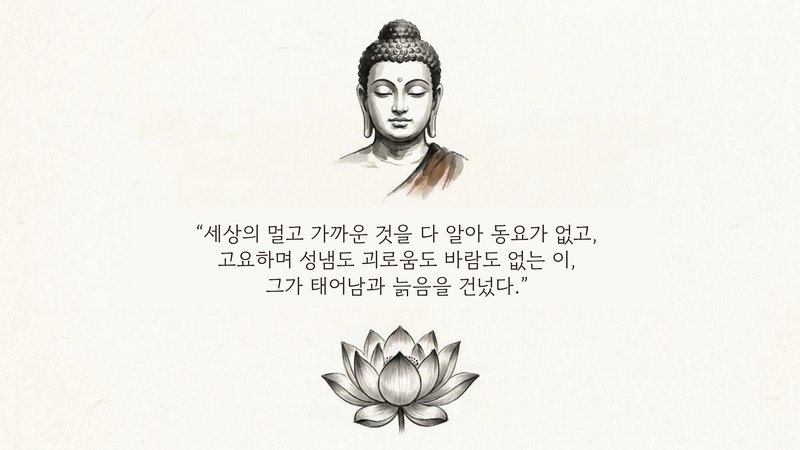 “세상의 멀고 가까운 것을 다 알아 동요가 없고,
고요하며 성냄도 괴로움도 바람도 없는 이,
그가 태어남과 늙음을 건넜다.”